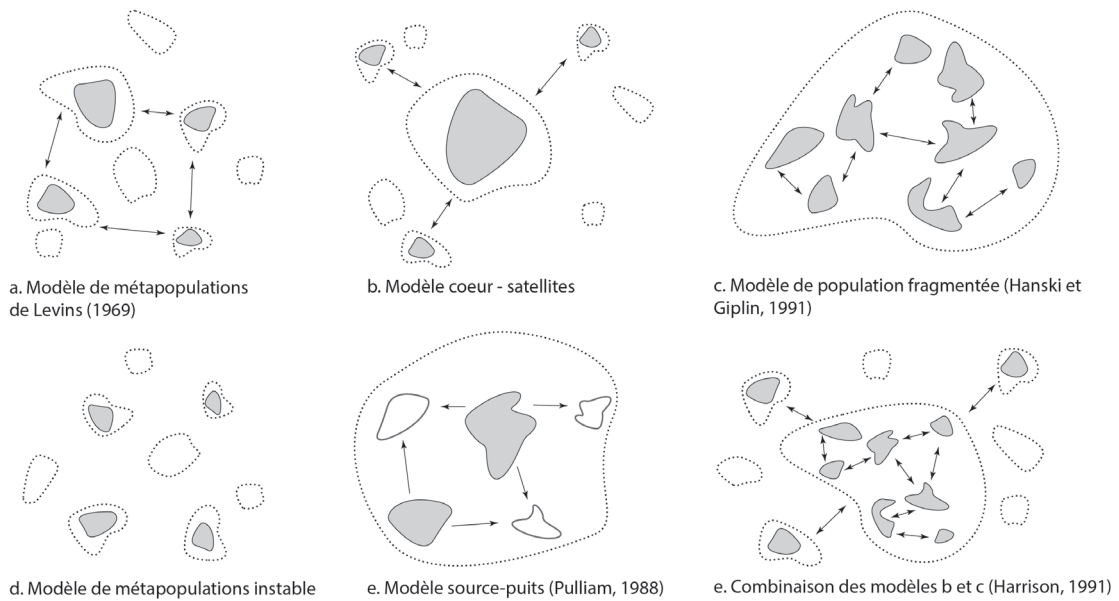 a. Modèle de métapopulations
de Levins (1969)
b. Modèle coeur - satellites
c. Modèle de population fragmentée (Hanski et
Giplin, 1991)
d. Modèle de métapopulations instable
e. Modèle source-puits (Pulliam, 1988)
e. Combinaison des modèles b et c (Harrison, 1991)